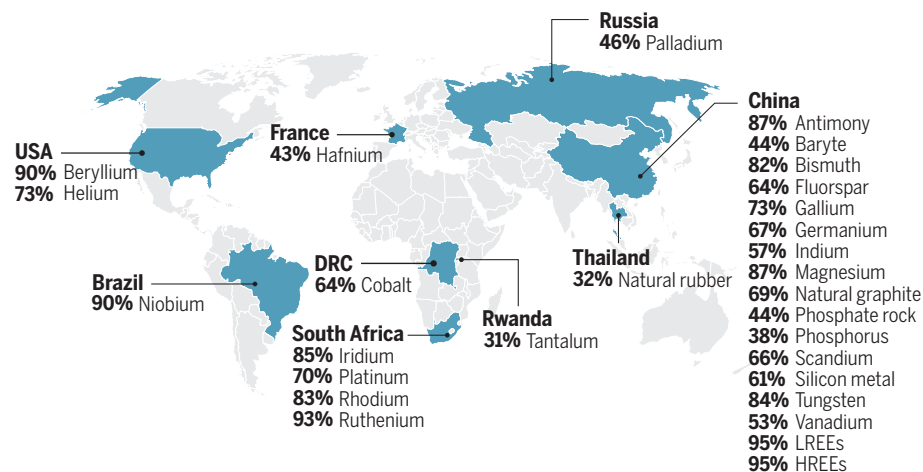 Russia
46% Palladium
China
87% Antimony
44% Baryte
82% Bismuth
64% Fluorspar
73% Gallium
67% Germanium
57% Indium
87% Magnesium
69% Natural graphite
44% Phosphate rock
38% Phosphorus
66% Scandium
61% Silicon metal
84% Tungsten
53% Vanadium
95% LREEs
95% HREEs
France
43% Hafnium
USA
90% Beryllium
73% Helium
Thailand
32% Natural rubber
DRC
64% Cobalt
Brazil
90% Niobium
Rwanda
31% Tantalum
South Africa
85% Iridium
70% Platinum
83% Rhodium
93% Ruthenium